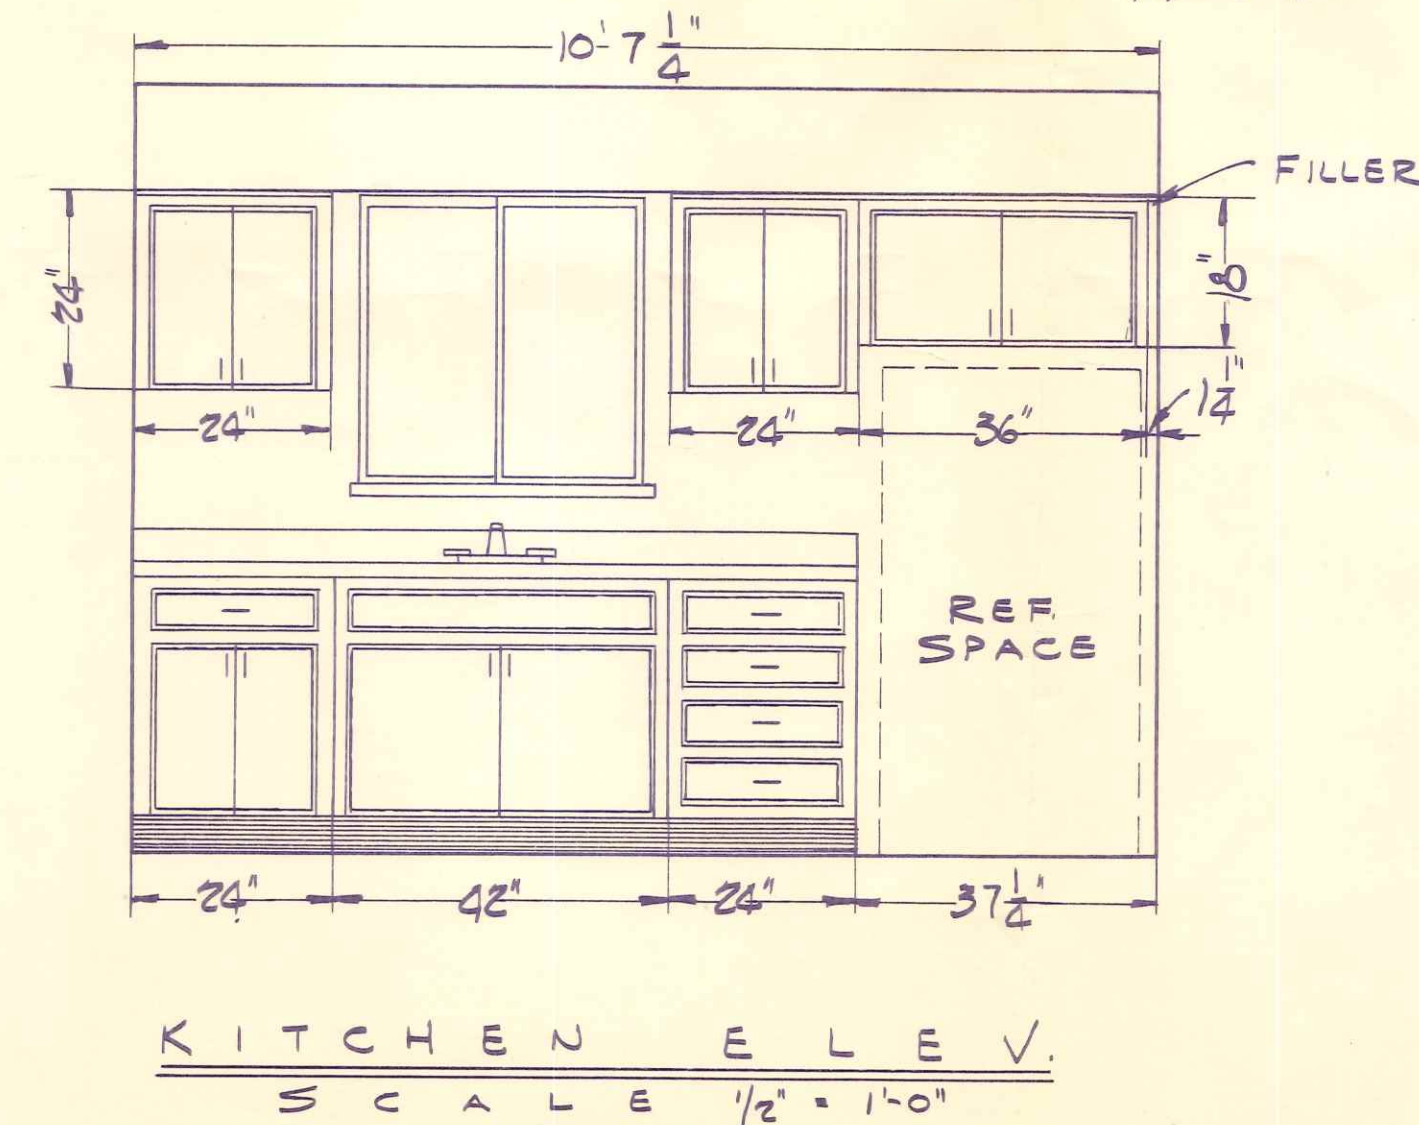 10'-7 1/4"
FILLER
24"
18"
1 1/4"
24"
24"
36"
REF.
SPACE
24"
42"
24"
37 1/4"
KITCHEN ELEV.
SCALE 1/2" = 1'-0"